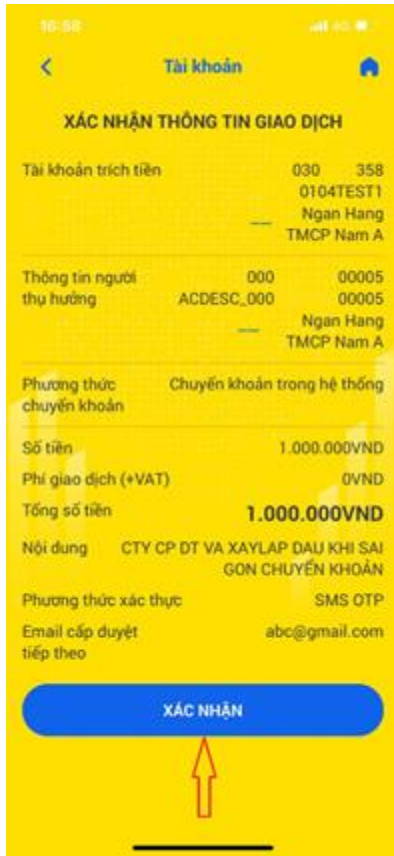 16:58
4G
Tài khoản
XÁC NHẬN THÔNG TIN GIAO DỊCH
Tài khoản trích tiền 030 358
0104TEST1
Ngan Hang
TMCP Nam A
Thông tin người 000 00005
thụ hưởng ACDESC_000 00005
Ngan Hang
TMCP Nam A
Phương thức Chuyển khoản trong hệ thống
chuyển khoản
Số tiền 1.000.000VND
Phí giao dịch (+VAT) 0VND
Tổng số tiền 1.000.000VND
Nội dung CTY CP DT VA XAYLAP DAU KHI SAI
GON CHUYỂN KHOẢN
Phương thức xác thực SMS OTP
Email cấp duyệt abc@gmail.com
tiếp theo
XÁC NHẬN